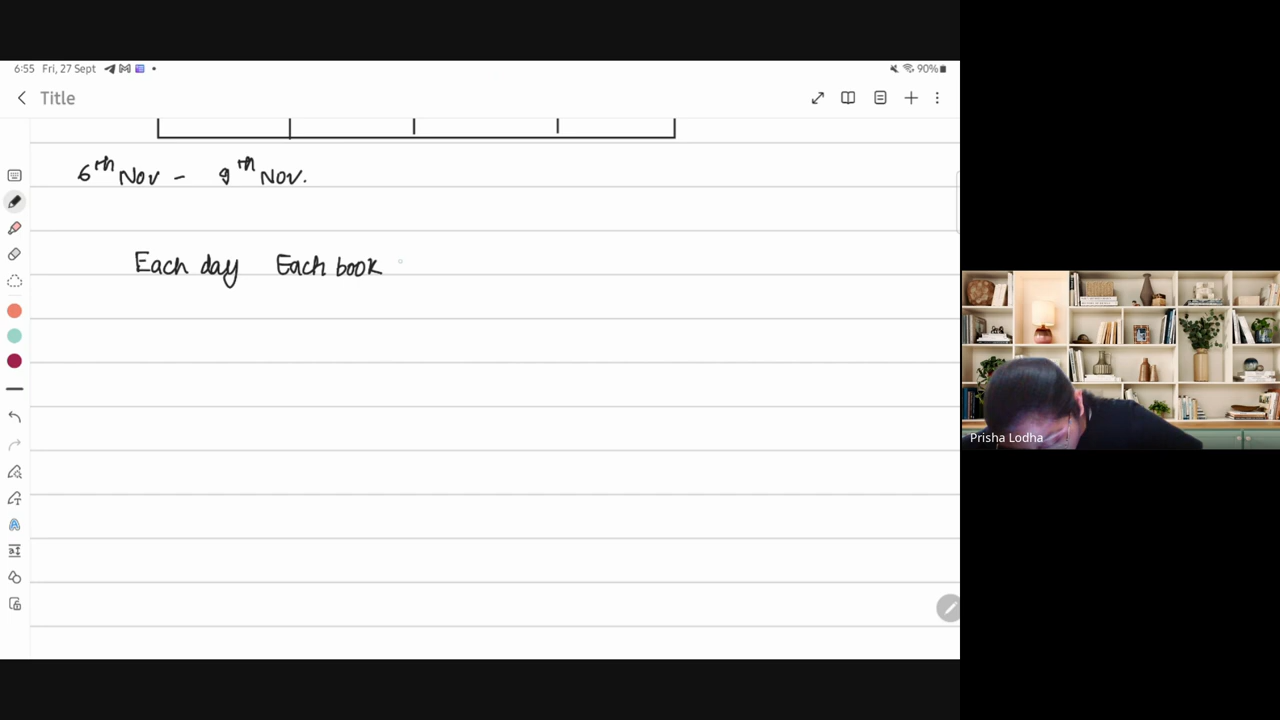 6:55 Fri, 27 Sept 90%
Title
6th Nov - 9th Nov.
Each day Each book
Prisha Lodha